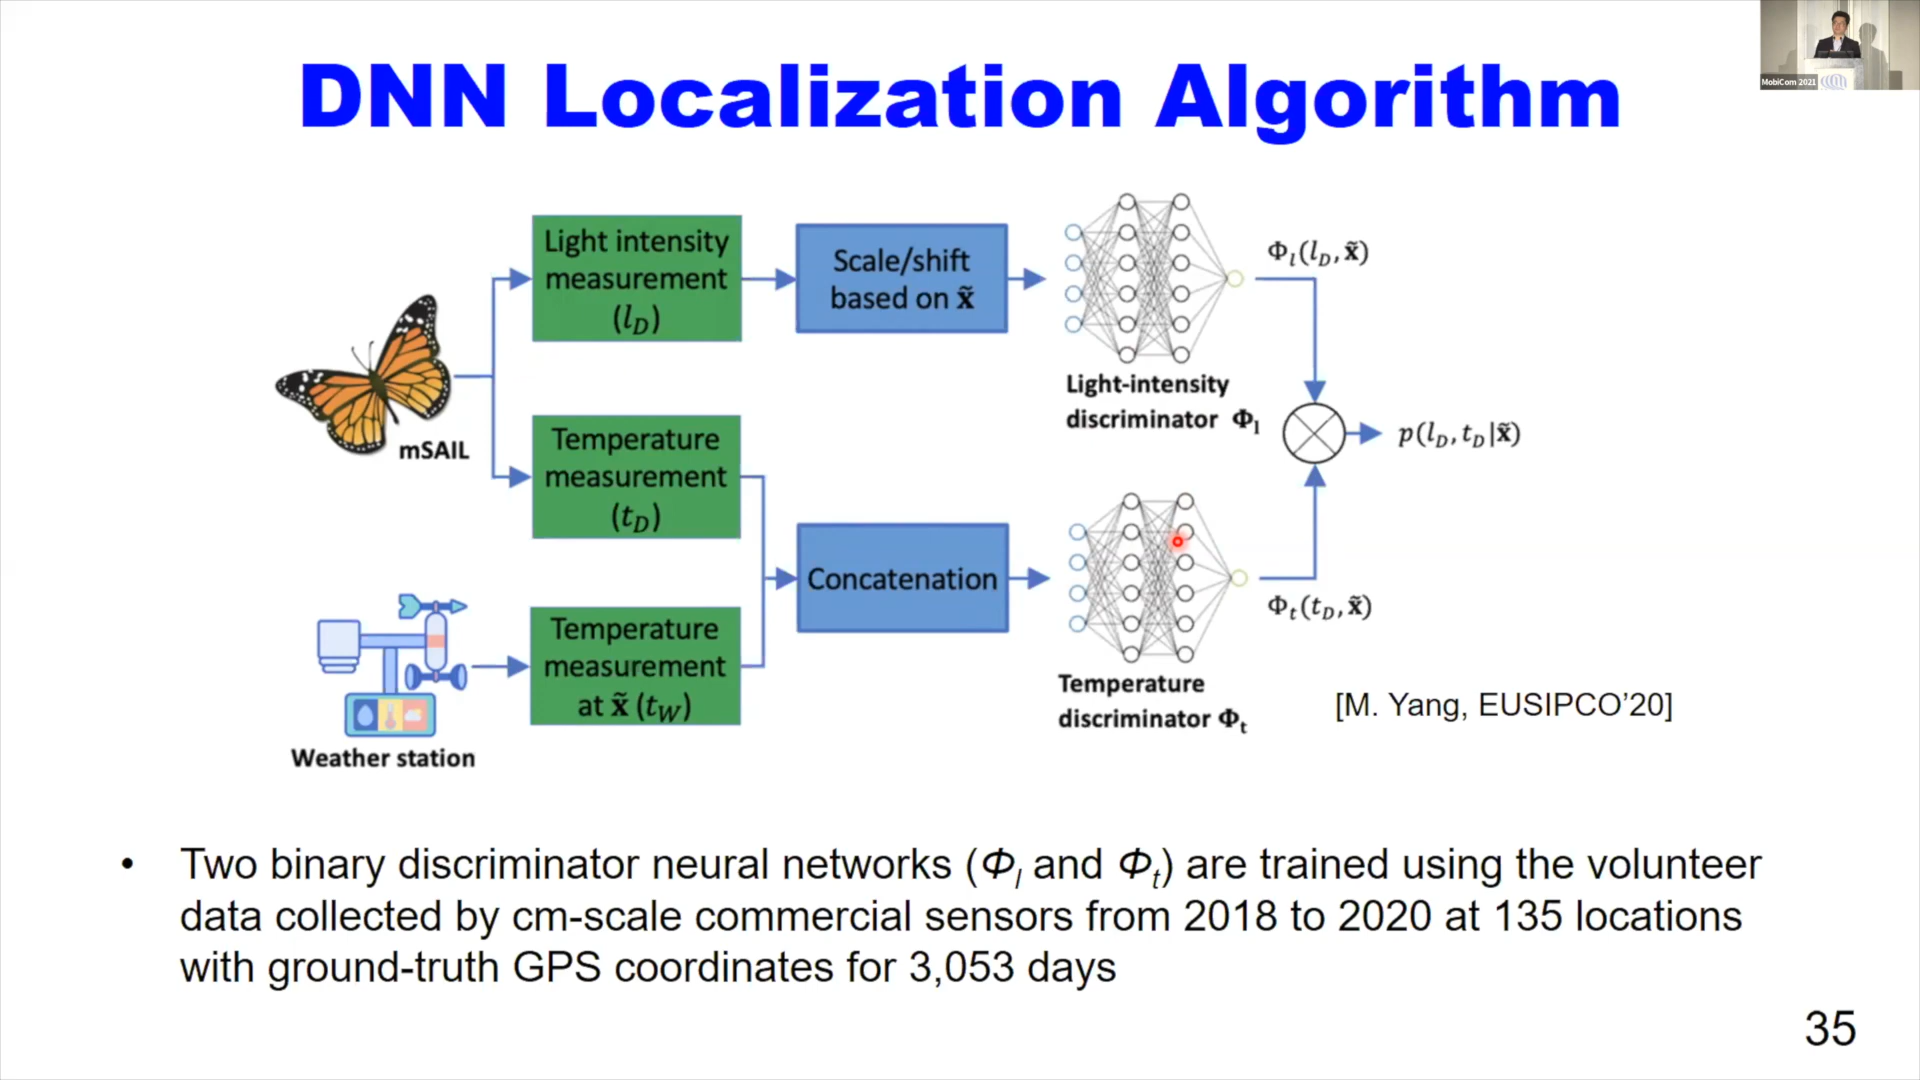 DNN Localization Algorithm
MobiCom 2021
Light intensity
measurement
(l_D)
Scale/shift
based on x̃
Φ_l(l_D, x̃)
Light-intensity
discriminator Φ_l
mSAIL
Temperature
measurement
(t_D)
p(l_D, t_D|x̃)
Concatenation
Φ_t(t_D, x̃)
Temperature
measurement
at x̃ (t_W)
Temperature
discriminator Φ_t
[M. Yang, EUSIPCO’20]
Weather station
• Two binary discriminator neural networks (Φ_l and Φ_t) are trained using the volunteer
data collected by cm-scale commercial sensors from 2018 to 2020 at 135 locations
with ground-truth GPS coordinates for 3,053 days
35